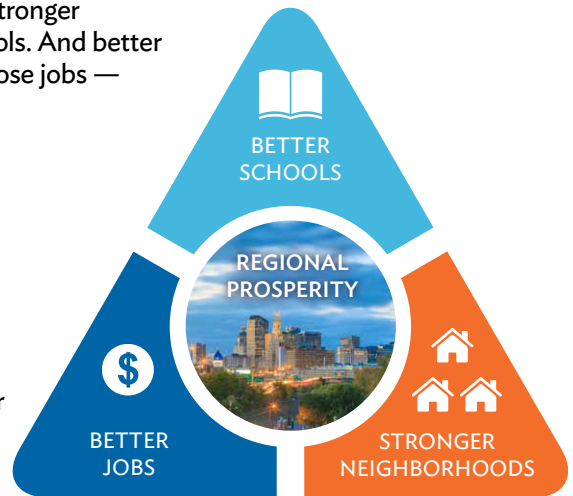 stronger
ols. And better
ose jobs —
BETTER
SCHOOLS
REGIONAL
PROSPERITY
$
r
BETTER
JOBS
STRONGER
NEIGHBORHOODS